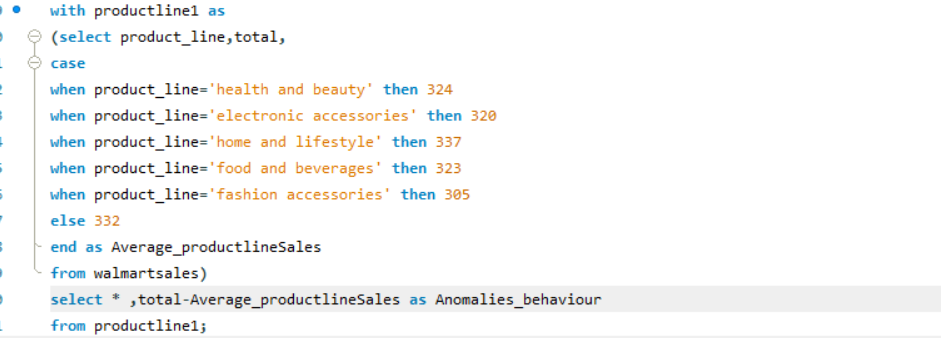 with productline1 as
(select product_line,total,
case
when product_line='health and beauty' then 324
when product_line='electronic accessories' then 320
when product_line='home and lifestyle' then 337
when product_line='food and beverages' then 323
when product_line='fashion accessories' then 305
else 332
end as Average_productlineSales
from walmartsales)
select * ,total-Average_productlineSales as Anomalies_behaviour
from productline1;